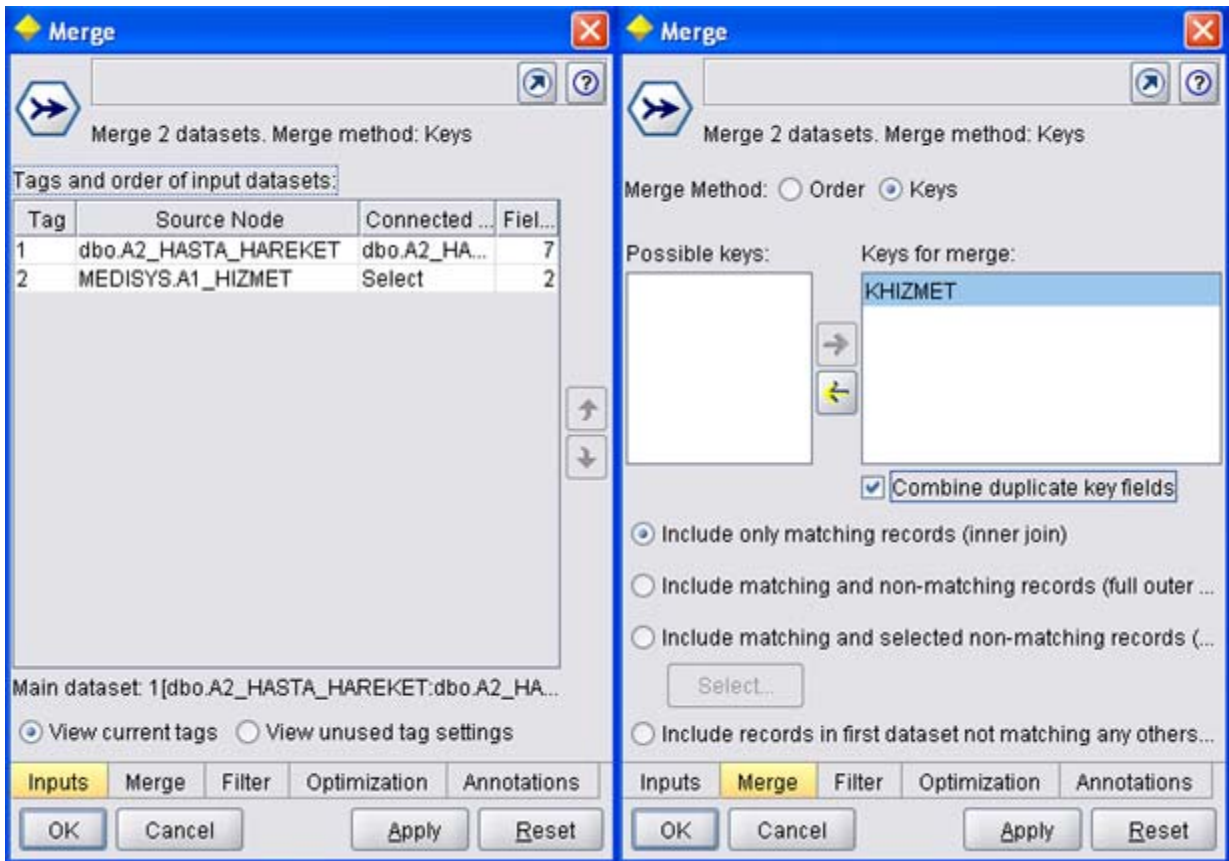 Merge
Merge 2 datasets. Merge method: Keys
Tags and order of input datasets:
Tag Source Node Connected ... Fiel...
1 dbo.A2_HASTA_HAREKET dbo.A2_HA... 7
2 MEDISYS.A1_HIZMET Select 2
Main dataset: 1[dbo.A2_HASTA_HAREKET:dbo.A2_HA...
View current tags View unused tag settings
Inputs Merge Filter Optimization Annotations
OK Cancel Apply Reset
Merge
Merge 2 datasets. Merge method: Keys
Merge Method: Order Keys
Possible keys: Keys for merge:
KHIZMET
Combine duplicate key fields
Include only matching records (inner join)
Include matching and non-matching records (full outer ...
Include matching and selected non-matching records (...
Select...
Include records in first dataset not matching any others...
Inputs Merge Filter Optimization Annotations
OK Cancel Apply Reset